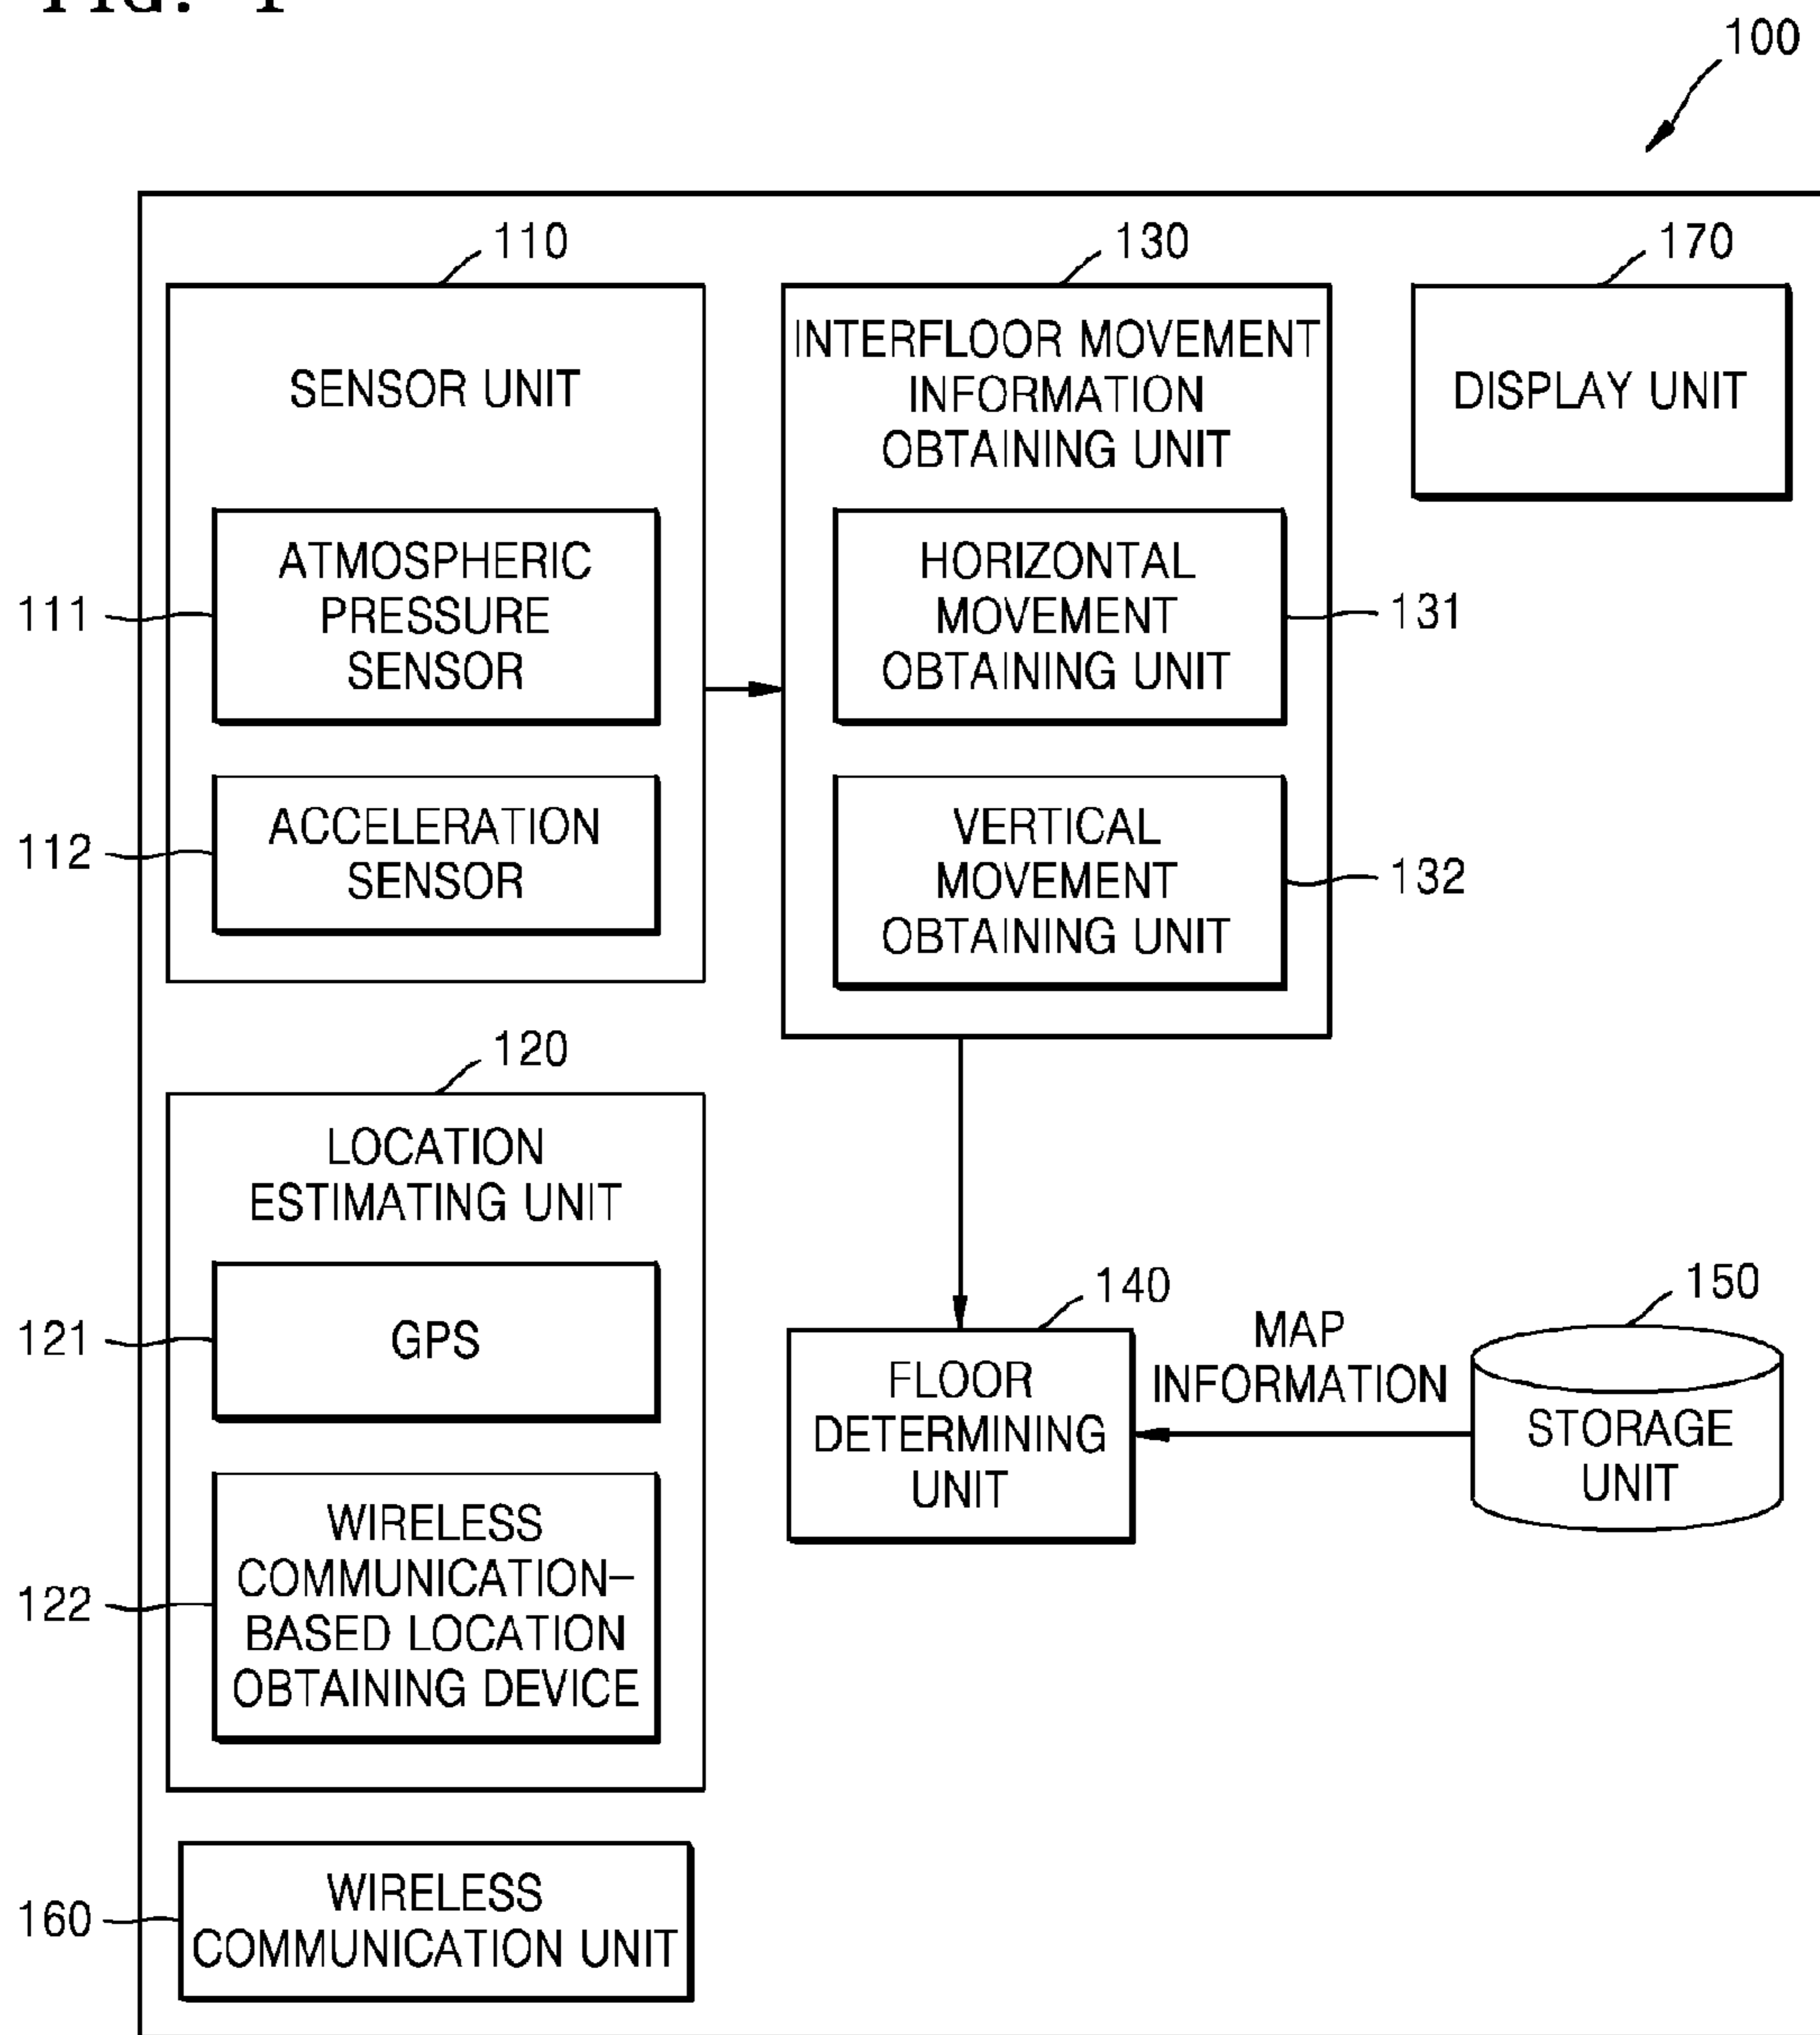 FIG. 1
100
110
SENSOR UNIT
111
ATMOSPHERIC
PRESSURE
SENSOR
112
ACCELERATION
SENSOR
130
INTERFLOOR MOVEMENT
INFORMATION
OBTAINING UNIT
HORIZONTAL
MOVEMENT
OBTAINING UNIT
131
VERTICAL
MOVEMENT
OBTAINING UNIT
132
170
DISPLAY UNIT
120
LOCATION
ESTIMATING UNIT
121
GPS
122
WIRELESS
COMMUNICATION-
BASED LOCATION
OBTAINING DEVICE
140
FLOOR
DETERMINING
UNIT
MAP
INFORMATION
150
STORAGE
UNIT
160
WIRELESS
COMMUNICATION UNIT